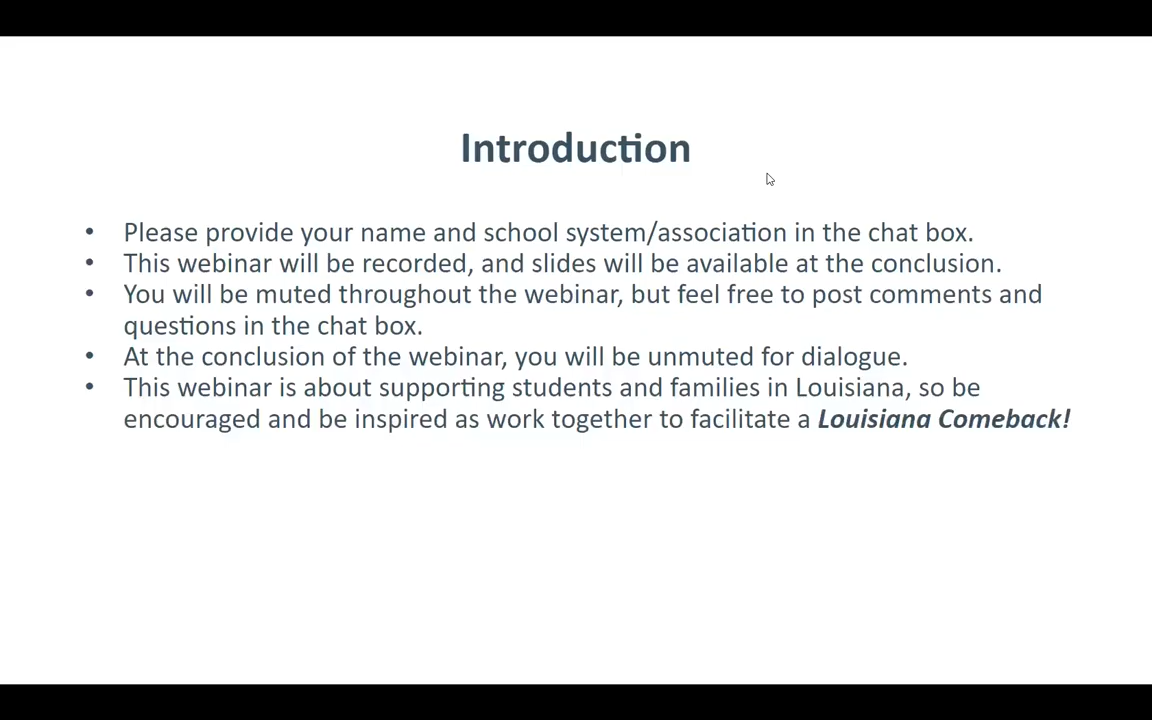 Introduction
• Please provide your name and school system/association in the chat box.
• This webinar will be recorded, and slides will be available at the conclusion.
• You will be muted throughout the webinar, but feel free to post comments and
questions in the chat box.
• At the conclusion of the webinar, you will be unmuted for dialogue.
• This webinar is about supporting students and families in Louisiana, so be
encouraged and be inspired as work together to facilitate a Louisiana Comeback!